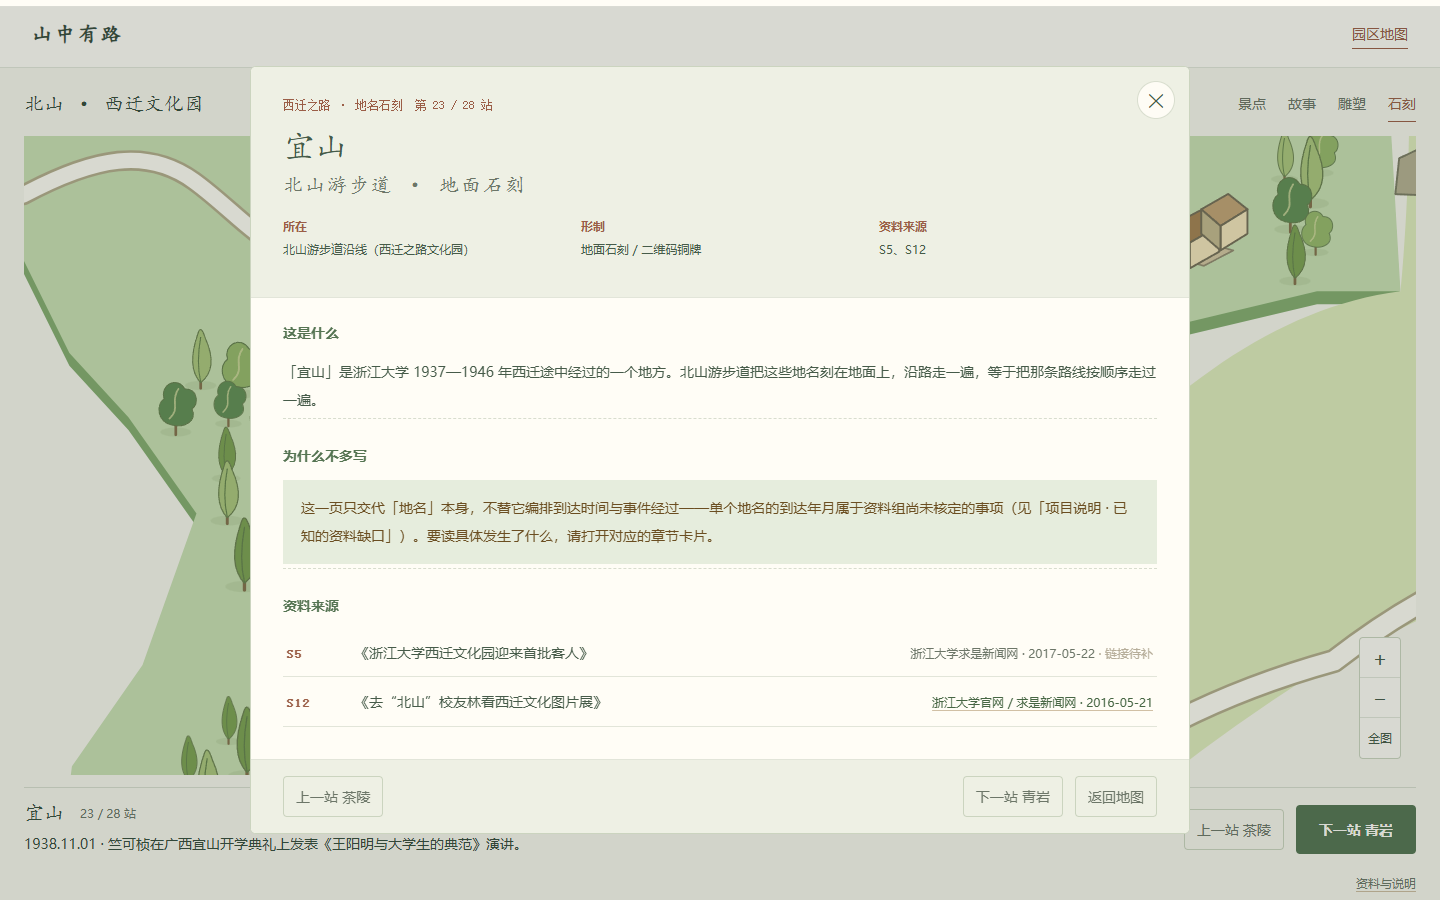 山中有路
园区地图
北山 • 西迁文化园
景点 故事 雕塑 石刻
西迁之路 · 地名石刻 第 23 / 28 站
宜山
北山游步道 • 地面石刻
所在 形制 资料来源
北山游步道沿线（西迁之路文化园） 地面石刻 / 二维码铜牌 S5、S12
这是什么
「宜山」是浙江大学 1937—1946 年西迁途中经过的一个地方。北山游步道把这些地名刻在地面上，沿路走一遍，等于把那条路线按顺序走过
一遍。
为什么不多写
这一页只交代「地名」本身，不替它编排到达时间与事件经过——单个地名的到达年月属于资料组尚未核定的事项（见「项目说明 · 已
知的资料缺口」）。要读具体发生了什么，请打开对应的章节卡片。
资料来源
S5 《浙江大学西迁文化园迎来首批客人》 浙江大学求是新闻网 · 2017-05-22 · 链接待补
S12 《去“北山”校友林看西迁文化图片展》 浙江大学官网 / 求是新闻网 · 2016-05-21
上一站 茶陵 下一站 青岩 返回地图
+
−
全图
宜山 23 / 28 站
1938.11.01 · 竺可桢在广西宜山开学典礼上发表《王阳明与大学生的典范》演讲。
上一站 茶陵 下一站 青岩
资料与说明